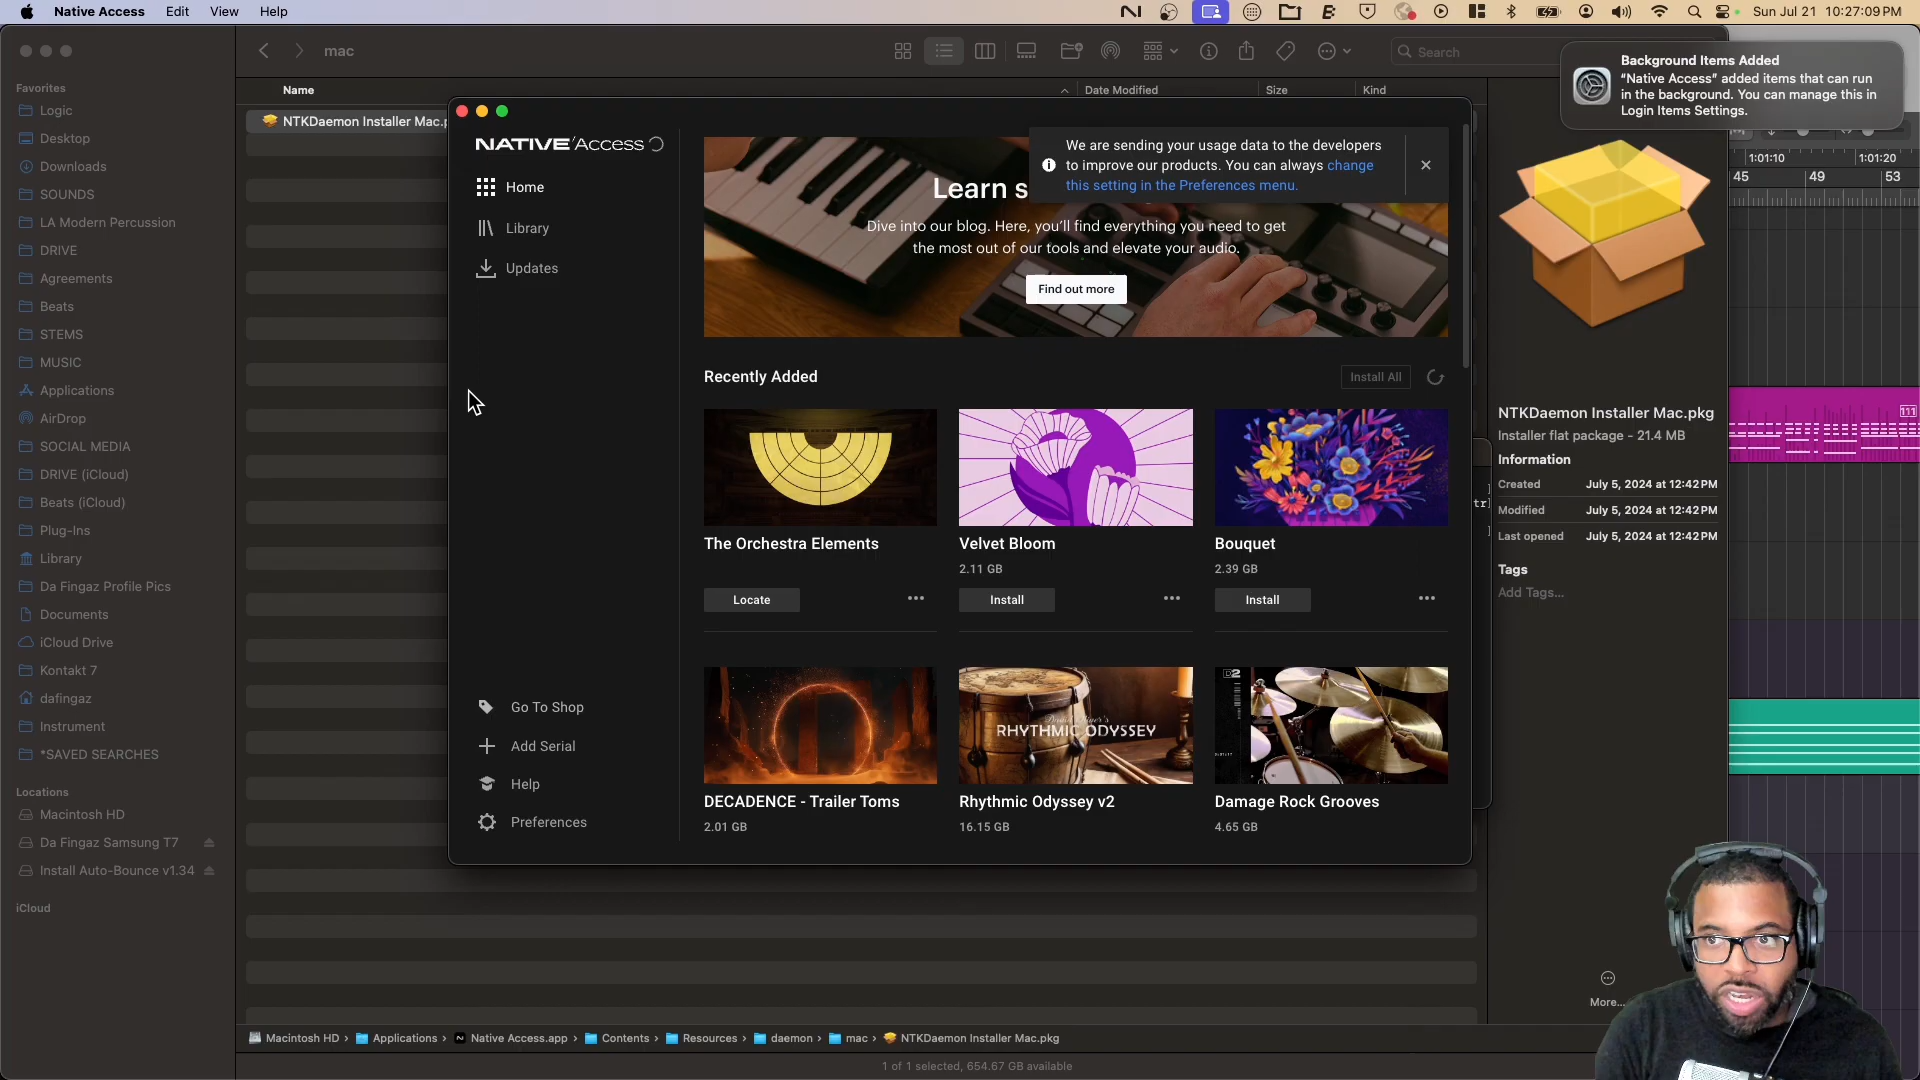 Native Access
Edit
View
Help
Sun Jul 21 10:27:09 PM
mac
Search
Favorites
Logic
Desktop
Downloads
SOUNDS
LA Modern Percussion
DRIVE
Agreements
Beats
STEMS
MUSIC
Applications
AirDrop
SOCIAL MEDIA
DRIVE (iCloud)
Beats (iCloud)
Plug-Ins
Library
Da Fingaz Profile Pics
Documents
iCloud Drive
Kontakt 7
dafingaz
Instrument
*SAVED SEARCHES
Locations
Macintosh HD
Da Fingaz Samsung T7
Install Auto-Bounce v1.34
iCloud
Name
Date Modified
Size
Kind
NTKDaemon Installer Mac.p
NATIVE Access
Home
Library
Updates
Go To Shop
Add Serial
Help
Preferences
Learn s
Dive into our blog. Here, you'll find everything you need to get
the most out of our tools and elevate your audio.
Find out more
We are sending your usage data to the developers
to improve our products. You can always change
this setting in the Preferences menu.
Recently Added
Install All
The Orchestra Elements
Locate
Velvet Bloom
2.11 GB
Install
Bouquet
2.39 GB
Install
RHYTHMIC ODYSSEY
D2
DECADENCE - Trailer Toms
2.01 GB
Rhythmic Odyssey v2
16.15 GB
Damage Rock Grooves
4.65 GB
Background Items Added
“Native Access” added items that can run
in the background. You can manage this in
Login Items Settings.
1:01:10
1:01:20
45
49
53
111
tr
NTKDaemon Installer Mac.pkg
Installer flat package - 21.4 MB
Information
Created July 5, 2024 at 12:42 PM
Modified July 5, 2024 at 12:42 PM
Last opened July 5, 2024 at 12:42 PM
Tags
Add Tags...
More...
Macintosh HD › Applications › Native Access.app › Contents › Resources › daemon › mac › NTKDaemon Installer Mac.pkg
1 of 1 selected, 654.67 GB available